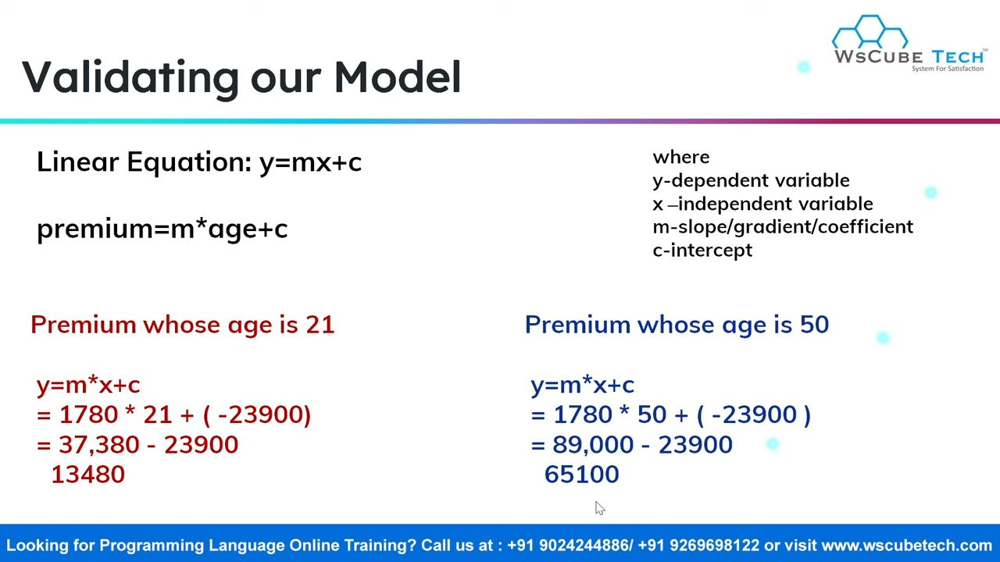 WsCube Tech™
System For Satisfaction
Validating our Model
Linear Equation: y=mx+c
premium=m*age+c
where
y-dependent variable
x –independent variable
m-slope/gradient/coefficient
c-intercept
Premium whose age is 21
y=m*x+c
= 1780 * 21 + ( -23900)
= 37,380 - 23900
13480
Premium whose age is 50
y=m*x+c
= 1780 * 50 + ( -23900 )
= 89,000 - 23900
65100
Looking for Programming Language Online Training? Call us at : +91 9024244886/ +91 9269698122 or visit www.wscubetech.com